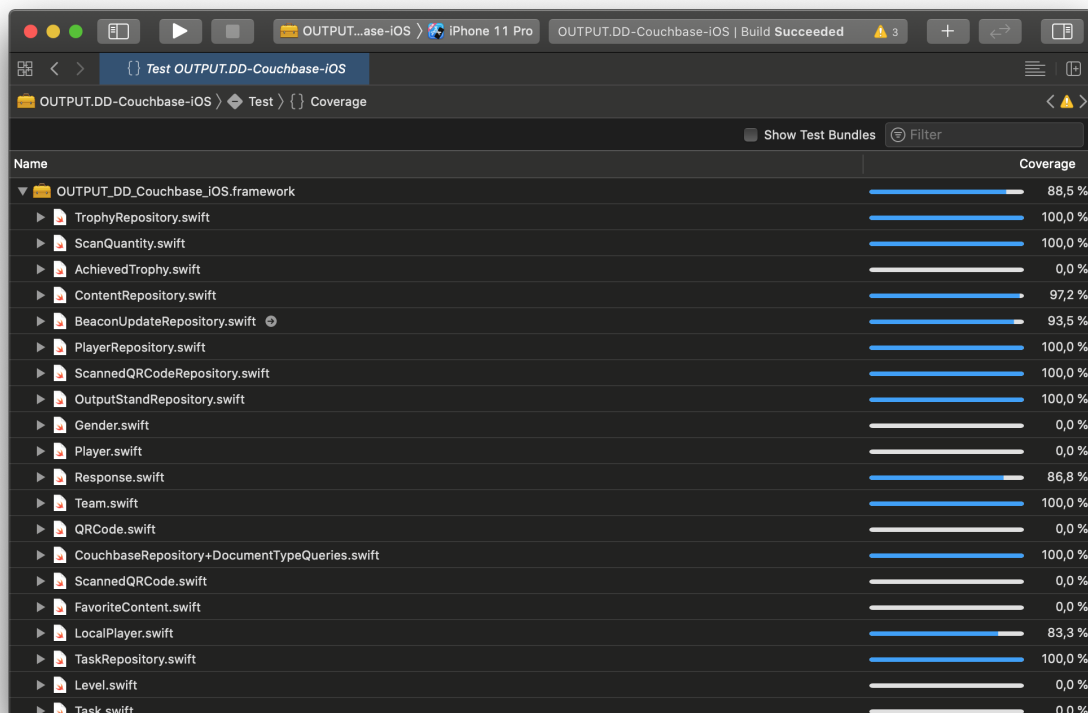 OUTPUT...ase-iOS 〉 iPhone 11 Pro OUTPUT.DD-Couchbase-iOS | Build Succeeded 3
{} Test OUTPUT.DD-Couchbase-iOS
OUTPUT.DD-Couchbase-iOS 〉 Test 〉 {} Coverage
Show Test Bundles Filter
Name Coverage
OUTPUT_DD_Couchbase_iOS.framework 88,5 %
TrophyRepository.swift 100,0 %
ScanQuantity.swift 100,0 %
AchievedTrophy.swift 0,0 %
ContentRepository.swift 97,2 %
BeaconUpdateRepository.swift 93,5 %
PlayerRepository.swift 100,0 %
ScannedQRCodeRepository.swift 100,0 %
OutputStandRepository.swift 100,0 %
Gender.swift 0,0 %
Player.swift 0,0 %
Response.swift 86,8 %
Team.swift 100,0 %
QRCode.swift 0,0 %
CouchbaseRepository+DocumentTypeQueries.swift 100,0 %
ScannedQRCode.swift 0,0 %
FavoriteContent.swift 0,0 %
LocalPlayer.swift 83,3 %
TaskRepository.swift 100,0 %
Level.swift 0,0 %
Task.swift 0,0 %